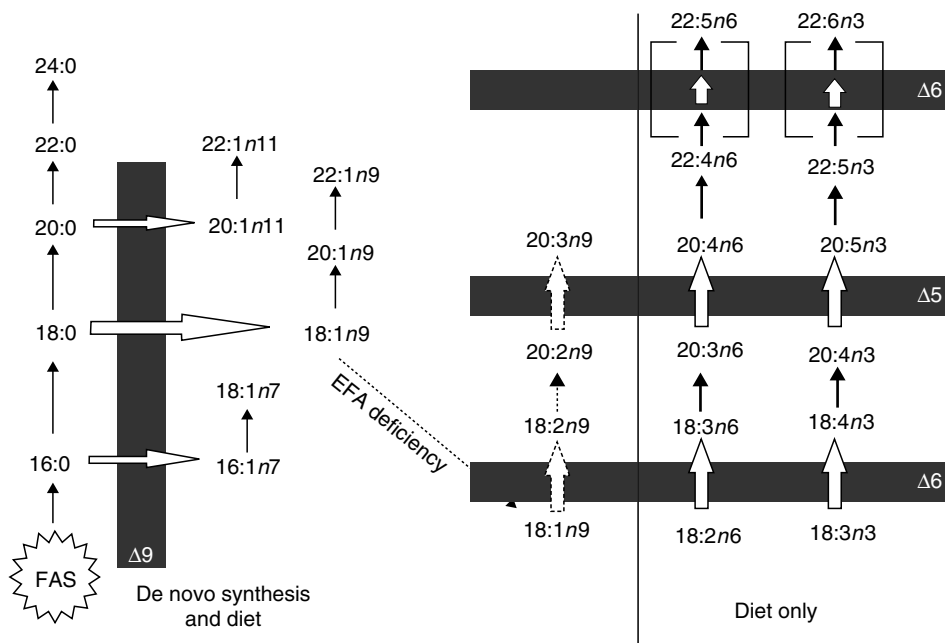 24:0
22:0
20:0
18:0
16:0
FAS
Δ9
22:1n11
20:1n11
22:1n9
20:1n9
18:1n9
18:1n7
16:1n7
De novo synthesis
and diet
EFA deficiency
20:3n9
20:2n9
18:2n9
18:1n9
22:5n6
22:4n6
20:4n6
20:3n6
18:3n6
18:2n6
22:6n3
22:5n3
20:5n3
20:4n3
18:4n3
18:3n3
Δ6
Δ5
Δ6
Diet only